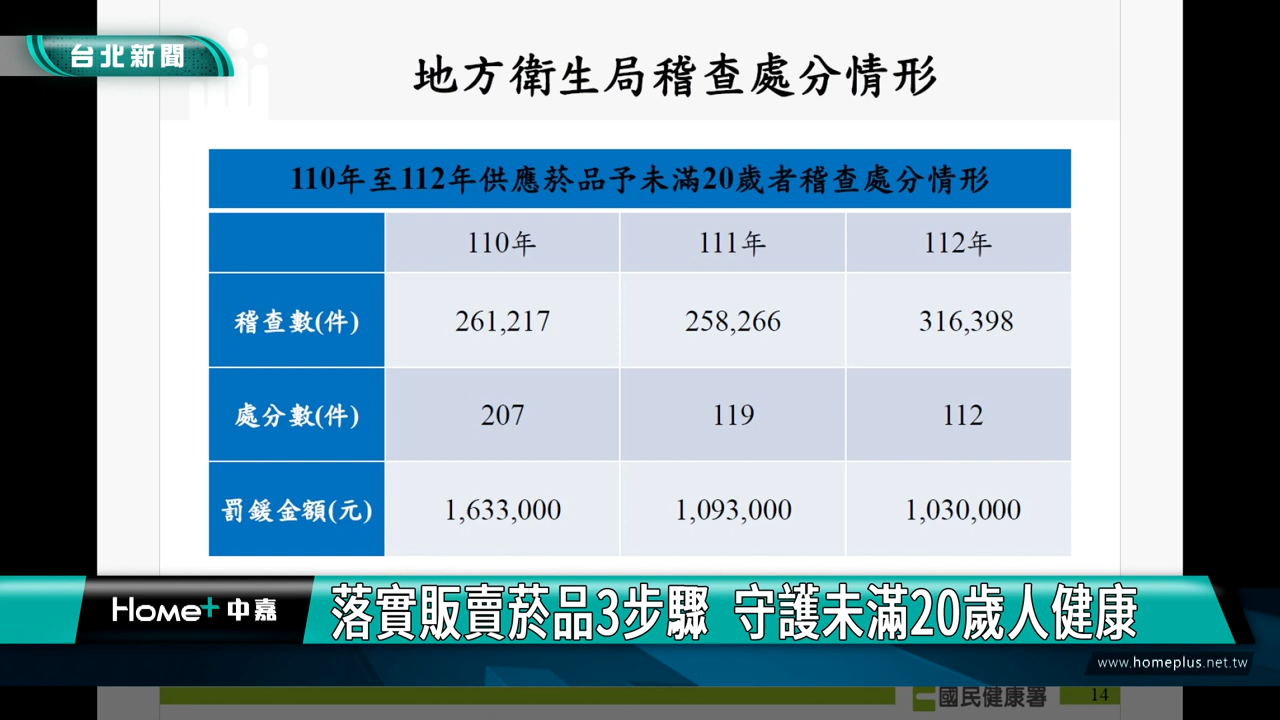 台北新聞
地方衛生局稽查處分情形
110年至112年供應菸品予未滿20歲者稽查處分情形
110年 111年 112年
稽查數(件) 261,217 258,266 316,398
處分數(件) 207 119 112
罰鍰金額(元) 1,633,000 1,093,000 1,030,000
Home+中嘉 落實販賣菸品3步驟 守護未滿20歲人健康
www.homeplus.net.tw
國民健康署 14